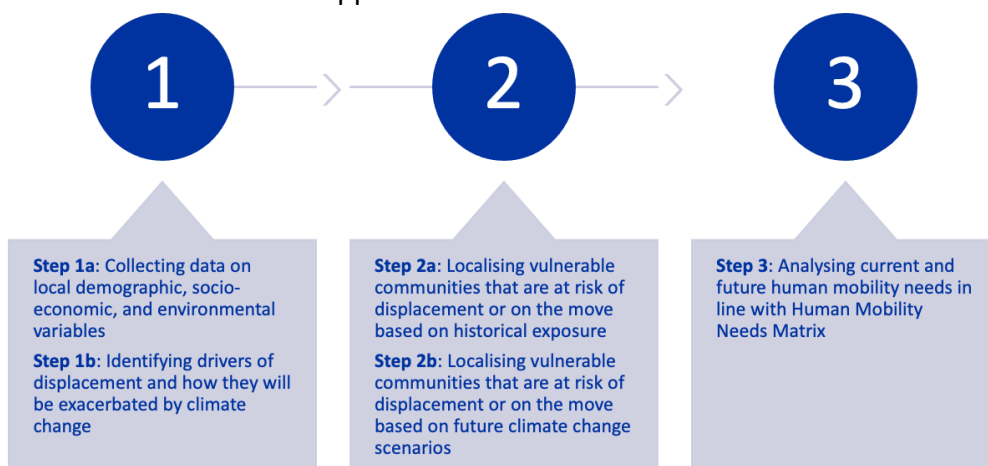 1
2
3
Step 1a: Collecting data on
local demographic, socio-
economic, and environmental
variables
Step 1b: Identifying drivers of
displacement and how they will
be exacerbated by climate
change
Step 2a: Localising vulnerable
communities that are at risk of
displacement or on the move
based on historical exposure
Step 2b: Localising vulnerable
communities that are at risk of
displacement or on the move
based on future climate change
scenarios
Step 3: Analysing current and
future human mobility needs in
line with Human Mobility
Needs Matrix